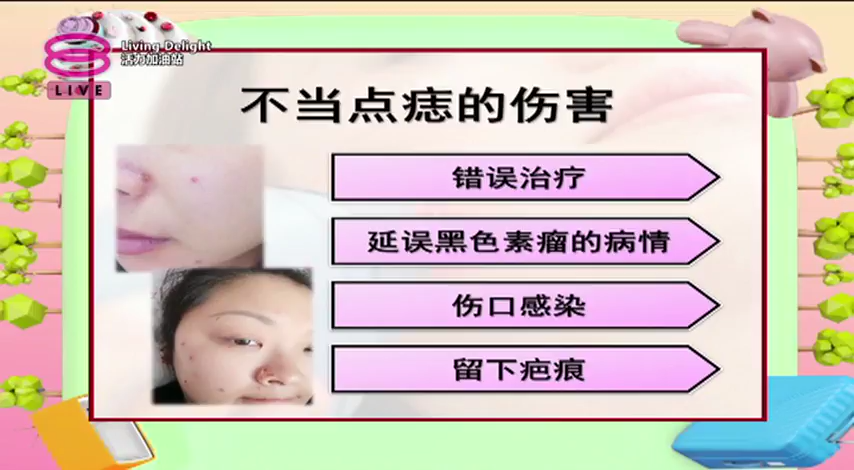 Living Delight
活力加油站
LIVE
不当点痣的伤害
错误治疗
延误黑色素瘤的病情
伤口感染
留下疤痕